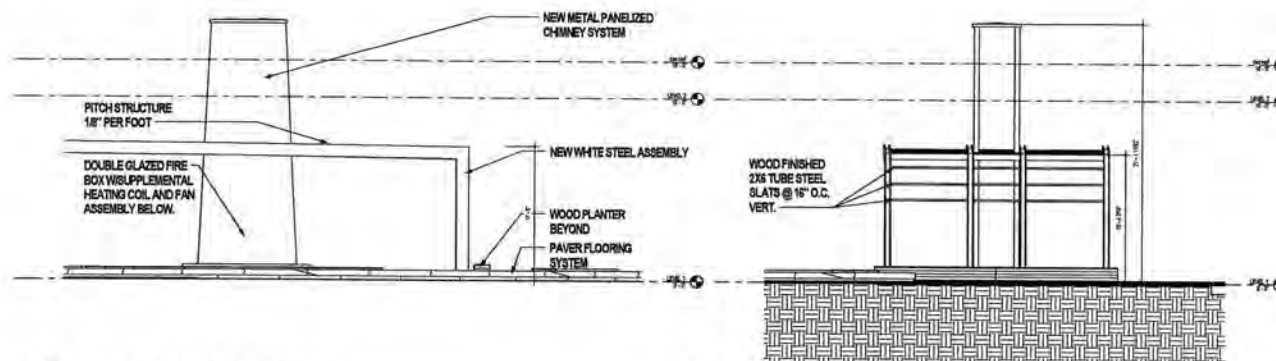 NEW METAL PANELIZED
CHIMNEY SYSTEM
PITCH STRUCTURE
1/8" PER FOOT
DOUBLE GLAZED FIRE
BOX W/SUPPLEMENTAL
HEATING COIL AND FAN
ASSEMBLY BELOW.
NEW WHITE STEEL ASSEMBLY
WOOD PLANTER
BEYOND
PAVER FLOORING
SYSTEM
WOOD FINISHED
2X6 TUBE STEEL
SLATS @ 16" O.C.
VERT.